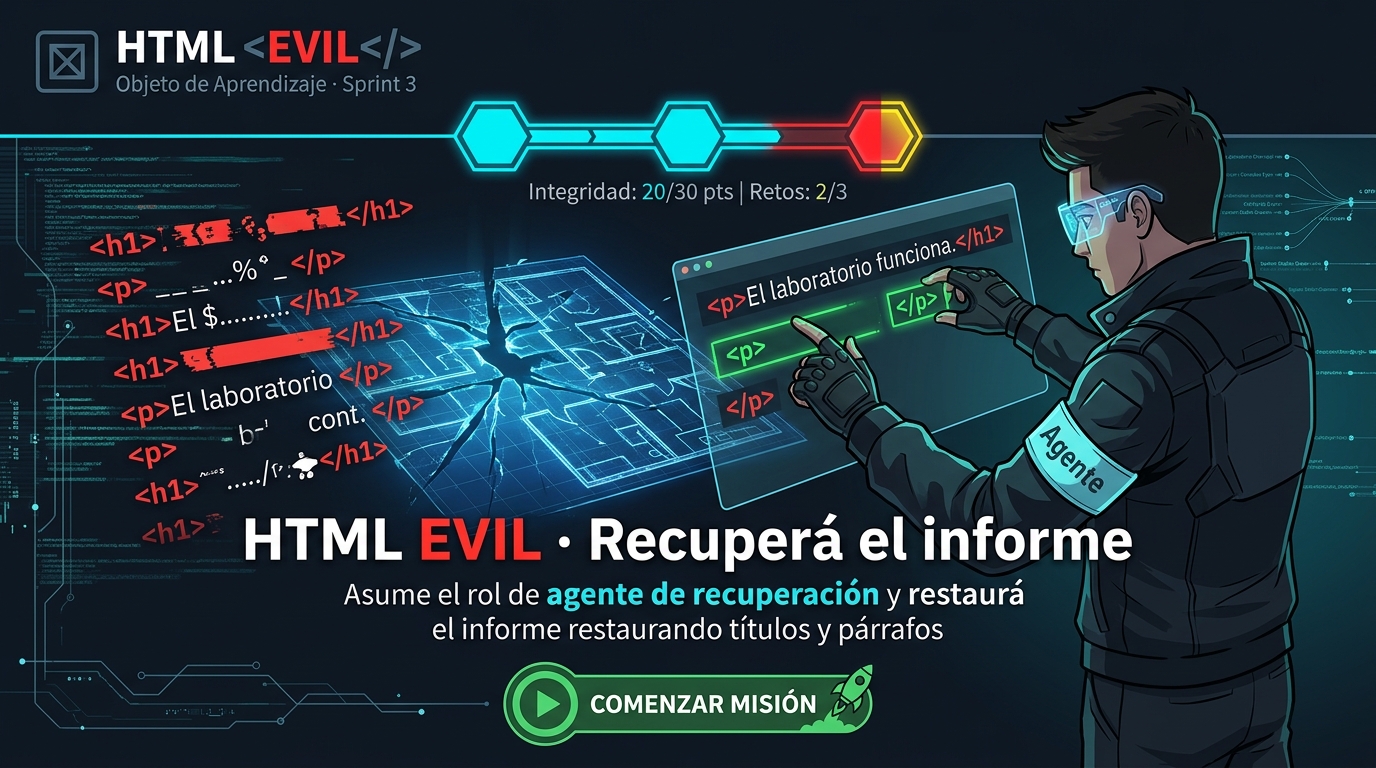 HTML <EVIL</>
Objeto de Aprendizaje · Sprint 3
Integridad: 20/30 pts | Retos: 2/3
<h1> </h1>
<p> _ _ _ ...%° _ </p>
<h1>El $..........</h1>
<h1> </h1>
<p>El laboratorio </p>
<p> cont. </p>
<h1> </h1>
<h1>
<p>El laboratorio funciona.</h1>
<p> </p>
</p>
Agente
HTML EVIL · Recuperá el informe
Asume el rol de agente de recuperación y restaurá
el informe restaurando títulos y párrafos
COMENZAR MISIÓN